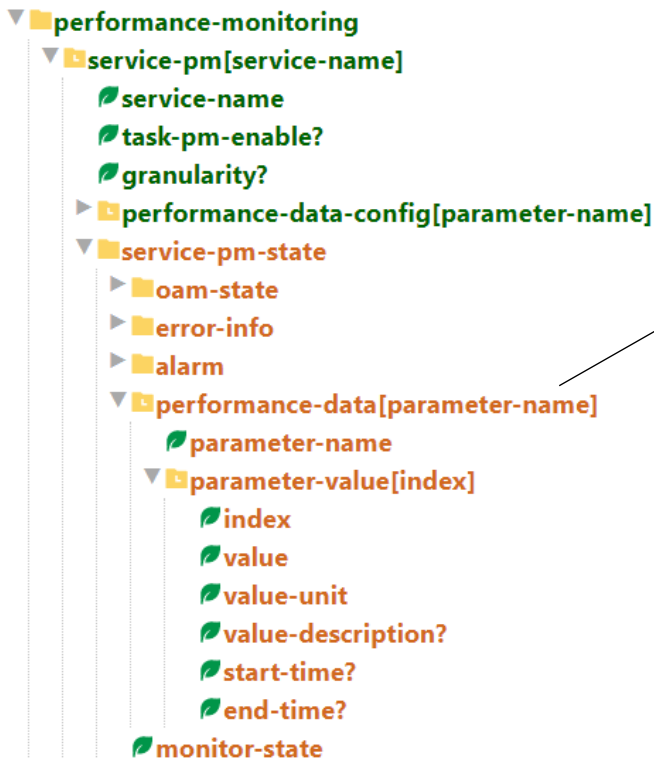 performance-monitoring
service-pm[service-name]
service-name
task-pm-enable?
granularity?
performance-data-config[parameter-name]
service-pm-state
oam-state
error-info
alarm
performance-data[parameter-name]
parameter-name
parameter-value[index]
index
value
value-unit
value-description?
start-time?
end-time?
monitor-state